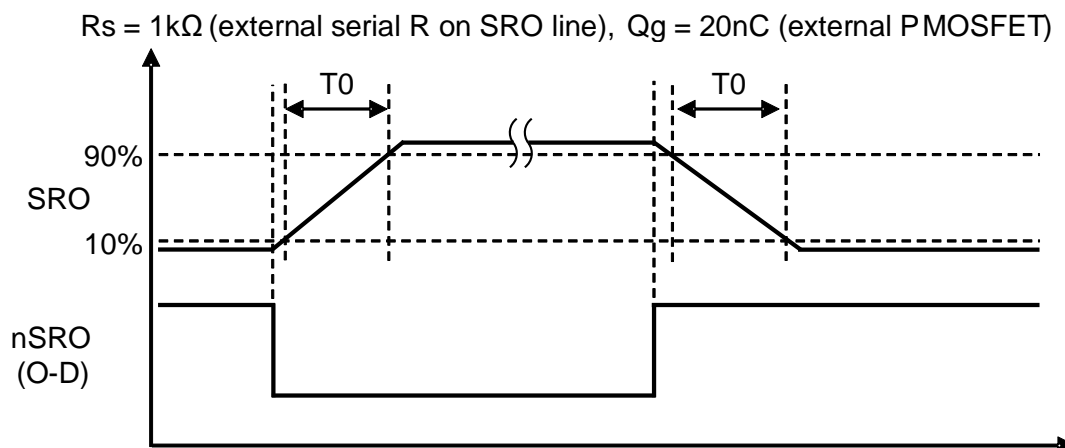 Rs = 1kΩ (external serial R on SRO line), Qg = 20nC (external PMOSFET)
T0 T0
90%
SRO
10%
nSRO
(O-D)